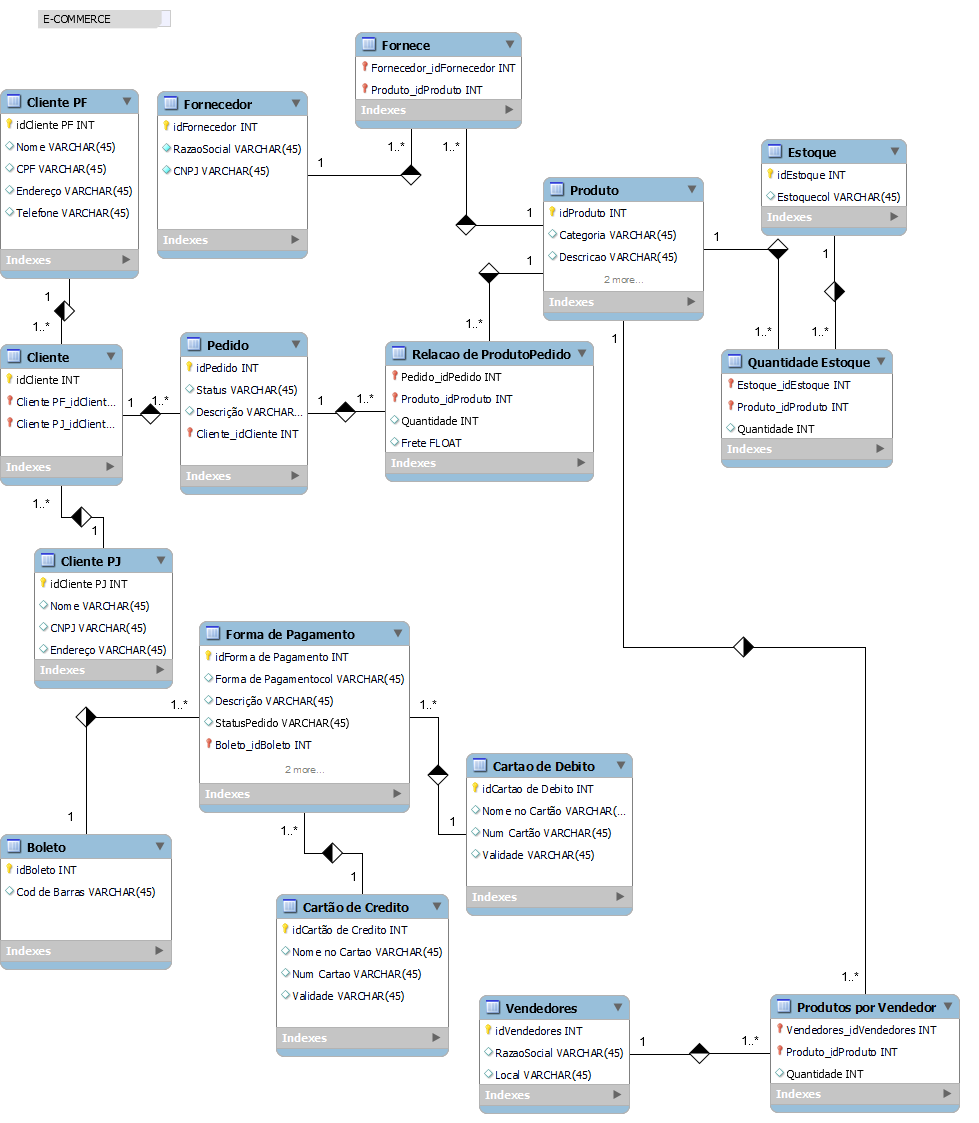 E-COMMERCE
Fornece
Fornecedor_idFornecedor INT
Produto_idProduto INT
Indexes
Cliente PF
idCliente PF INT
Nome VARCHAR(45)
CPF VARCHAR(45)
Endereço VARCHAR(45)
Telefone VARCHAR(45)
Indexes
Fornecedor
idFornecedor INT
RazaoSocial VARCHAR(45)
CNPJ VARCHAR(45)
Indexes
1
1..*
1..*
1
Produto
idProduto INT
Categoria VARCHAR(45)
Descricao VARCHAR(45)
2 more...
Indexes
Estoque
idEstoque INT
Estoquecol VARCHAR(45)
Indexes
1
1..*
1
1..*
1
1..*
1
1
1..*
Cliente
idCliente INT
Cliente PF_idClient...
Cliente PJ_idClient...
Indexes
1
1..*
Pedido
idPedido INT
Status VARCHAR(45)
Descrição VARCHAR...
Cliente_idCliente INT
Indexes
1
1..*
Relacao de ProdutoPedido
Pedido_idPedido INT
Produto_idProduto INT
Quantidade INT
Frete FLOAT
Indexes
Quantidade Estoque
Estoque_idEstoque INT
Produto_idProduto INT
Quantidade INT
Indexes
1..*
1
Cliente PJ
idCliente PJ INT
Nome VARCHAR(45)
CNPJ VARCHAR(45)
Endereço VARCHAR(45)
Indexes
Forma de Pagamento
idForma de Pagamento INT
Forma de Pagamentocol VARCHAR(45)
Descrição VARCHAR(45)
StatusPedido VARCHAR(45)
Boleto_idBoleto INT
2 more...
Indexes
1..*
1
1..*
1
1..*
1
Cartao de Debito
idCartao de Debito INT
Nome no Cartão VARCHAR(...
Num Cartão VARCHAR(45)
Validade VARCHAR(45)
Indexes
Boleto
idBoleto INT
Cod de Barras VARCHAR(45)
Indexes
Cartão de Credito
idCartão de Credito INT
Nome no Cartao VARCHAR(45)
Num Cartao VARCHAR(45)
Validade VARCHAR(45)
Indexes
1..*
Vendedores
idVendedores INT
RazaoSocial VARCHAR(45)
Local VARCHAR(45)
Indexes
1
1..*
Produtos por Vendedor
Vendedores_idVendedores INT
Produto_idProduto INT
Quantidade INT
Indexes